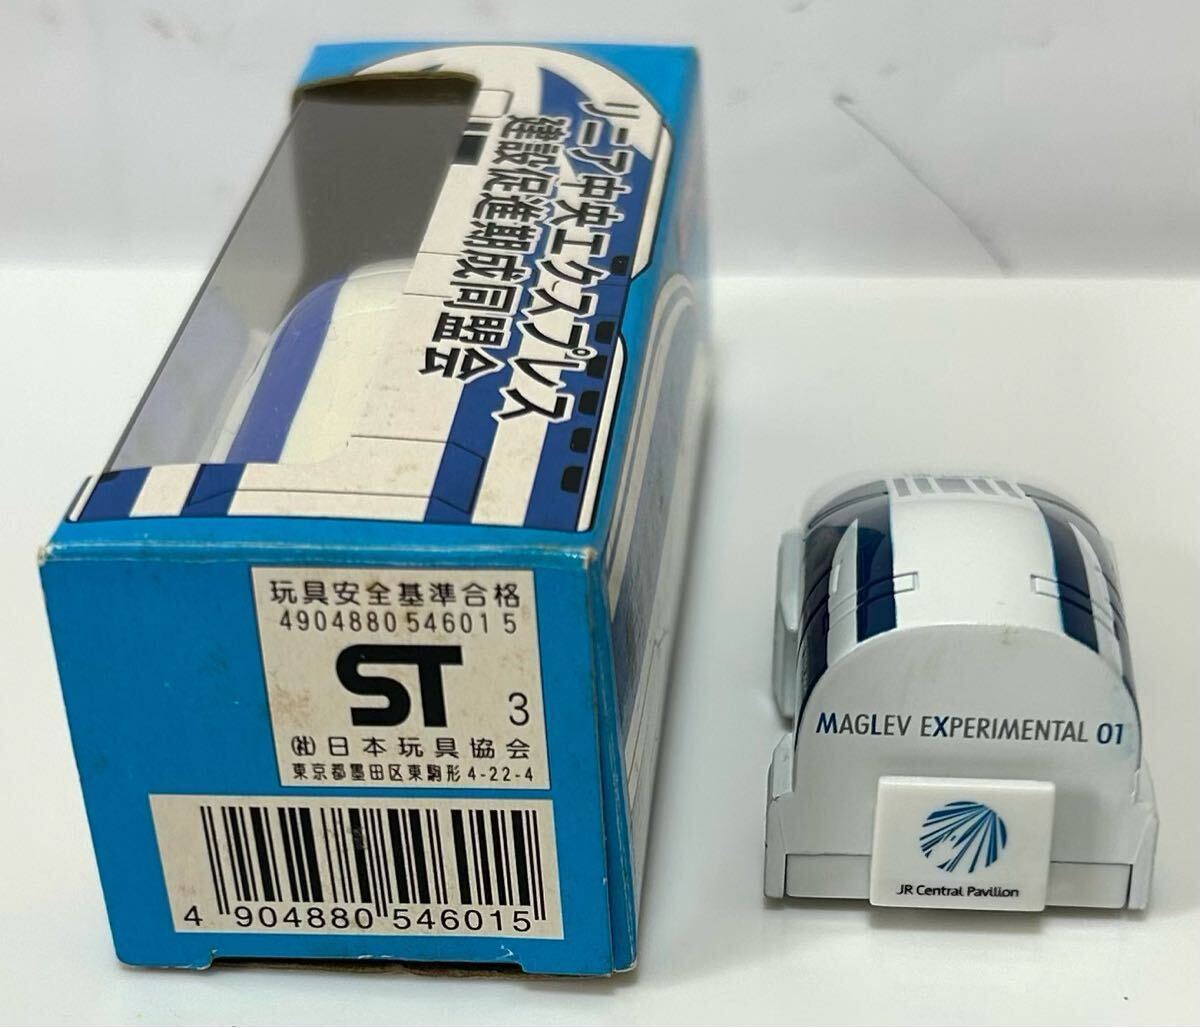 リニア中央エクスプレス
建設促進期成同盟会
玩具安全基準合格
4904880 54601 5
ST 3
(社)日本玩具協会
東京都墨田区東駒形4-22-4
4 904880 546015
MAGLEV EXPERIMENTAL 01
JR Central Pavilion